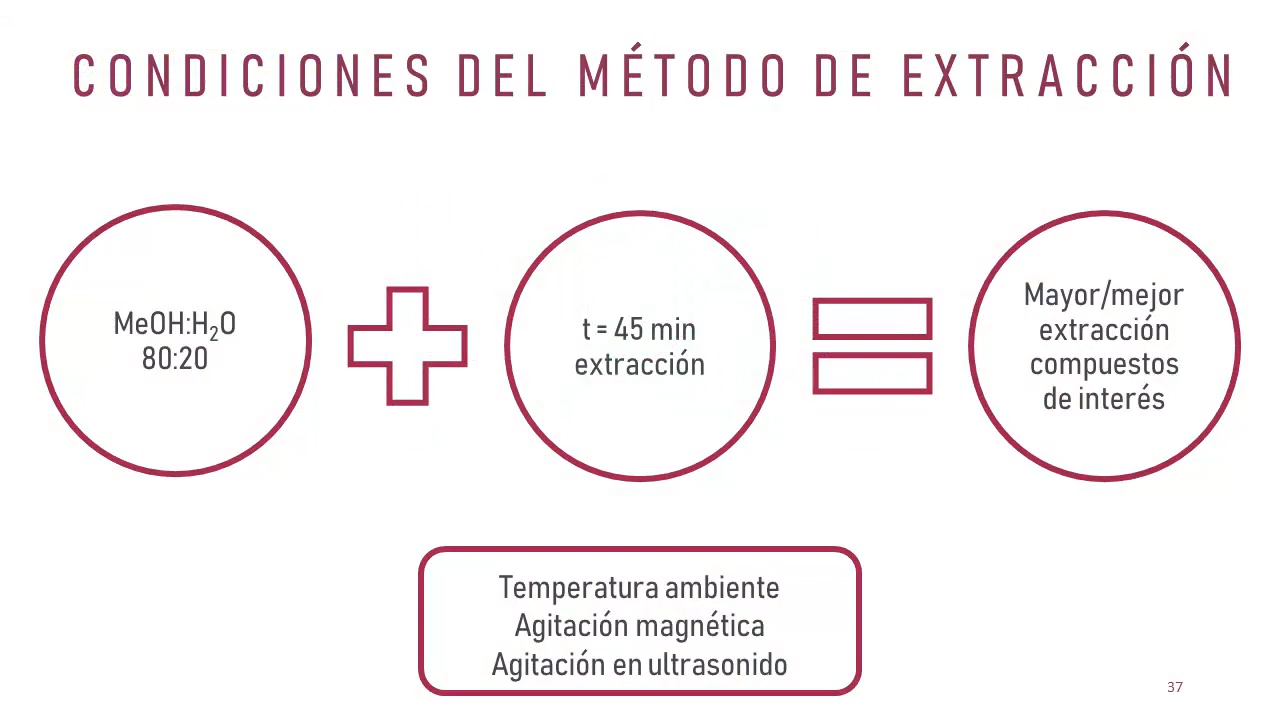 CONDICIONES DEL MÉTODO DE EXTRACCIÓN
MeOH:H₂O
80:20
t = 45 min
extracción
Mayor/mejor
extracción
compuestos
de interés
Temperatura ambiente
Agitación magnética
Agitación en ultrasonido
37